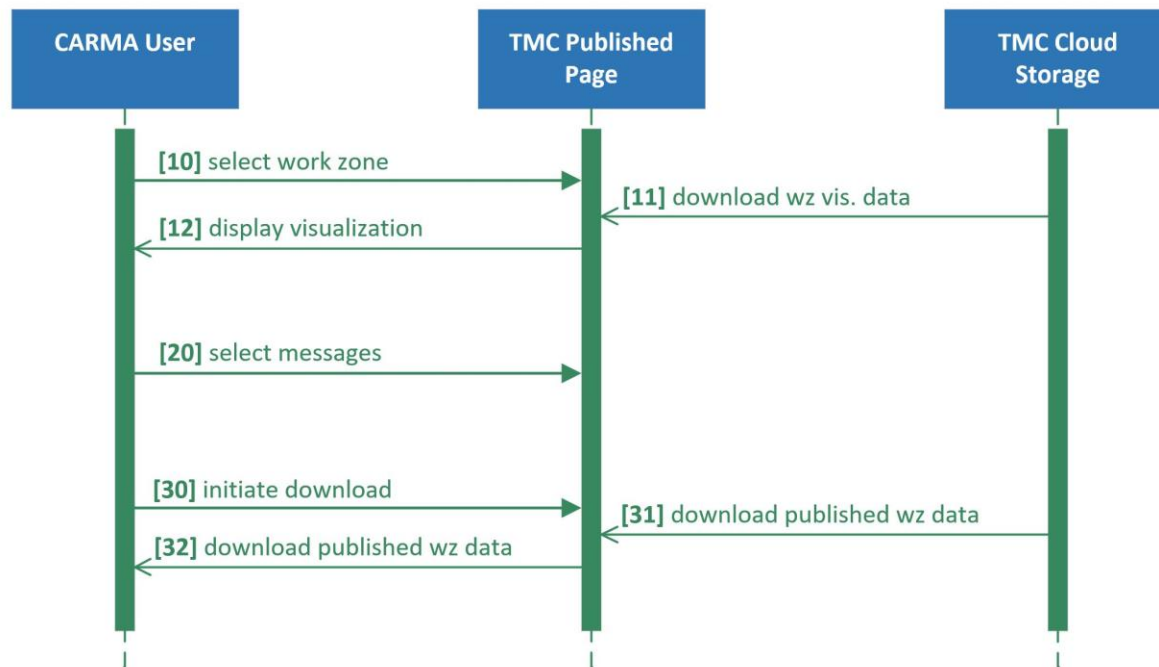 CARMA User
TMC Published
Page
TMC Cloud
Storage
[10] select work zone
[11] download wz vis. data
[12] display visualization
[20] select messages
[30] initiate download
[31] download published wz data
[32] download published wz data